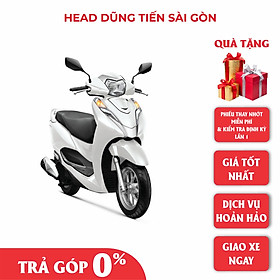 HEAD DŨNG TIẾN SÀI GÒN
QUÀ TẶNG
PHIẾU THAY NHỚT
MIỄN PHÍ
& KIỂM TRA ĐỊNH KỲ
LẦN 1
GIÁ TỐT
NHẤT
DỊCH VỤ
HOÀN HẢO
GIAO XE
NGAY
TRẢ GÓP 0%